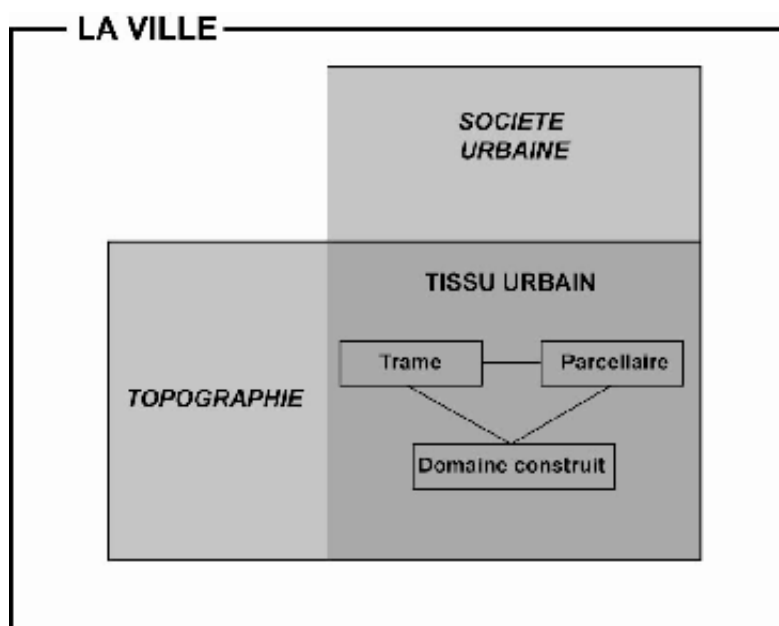 LA VILLE
SOCIETE
URBAINE
TISSU URBAIN
Trame
Parcellaire
TOPOGRAPHIE
Domaine construit